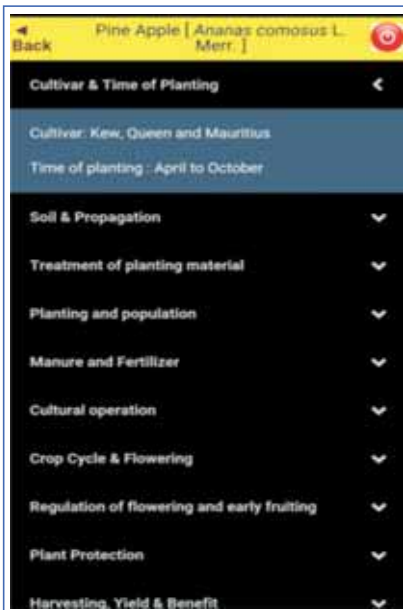 Back
Pine Apple [ Ananas comosus L.
Merr. ]
Cultivar & Time of Planting
Cultivar: Kew, Queen and Mauritius
Time of planting : April to October
Soil & Propagation
Treatment of planting material
Planting and population
Manure and Fertilizer
Cultural operation
Crop Cycle & Flowering
Regulation of flowering and early fruiting
Plant Protection
Harvesting, Yield & Benefit